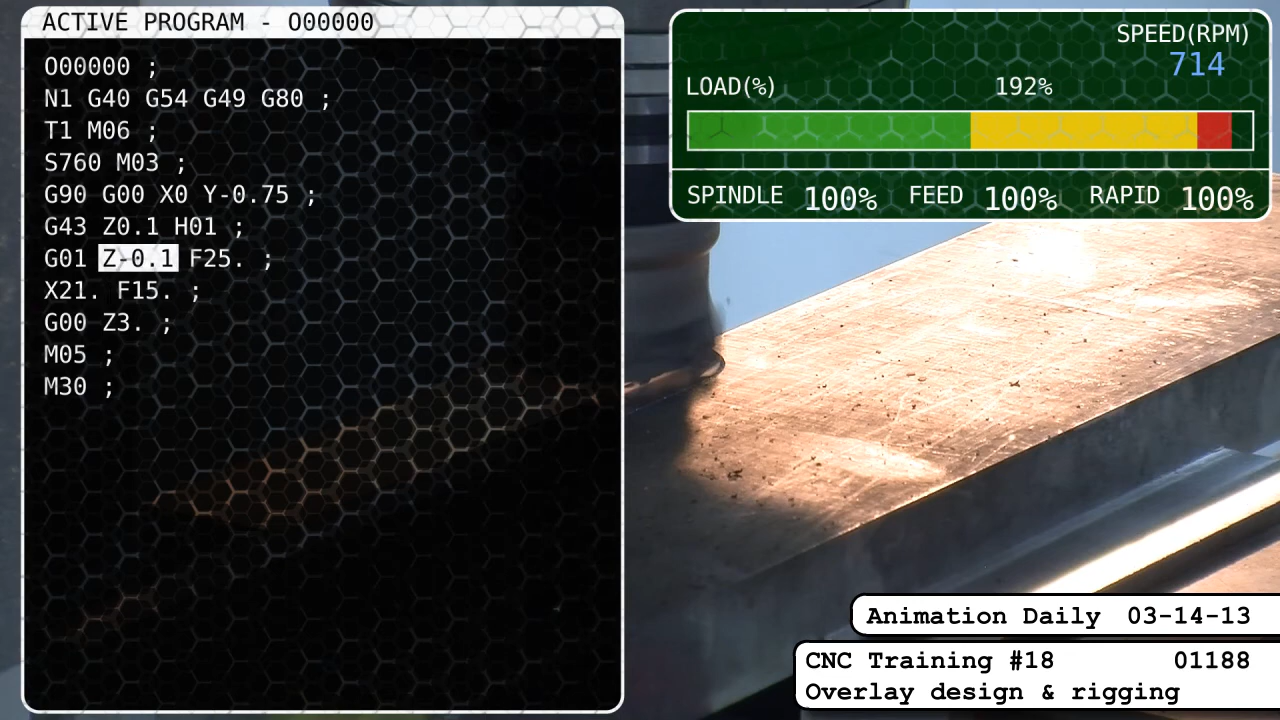 ACTIVE PROGRAM - O00000
O00000 ;
N1 G40 G54 G49 G80 ;
T1 M06 ;
S760 M03 ;
G90 G00 X0 Y-0.75 ;
G43 Z0.1 H01 ;
G01 Z-0.1 F25. ;
X21. F15. ;
G00 Z3. ;
M05 ;
M30 ;
SPEED(RPM)
714
LOAD(%) 192%
SPINDLE 100% FEED 100% RAPID 100%
Animation Daily 03-14-13
CNC Training #18 01188
Overlay design & rigging